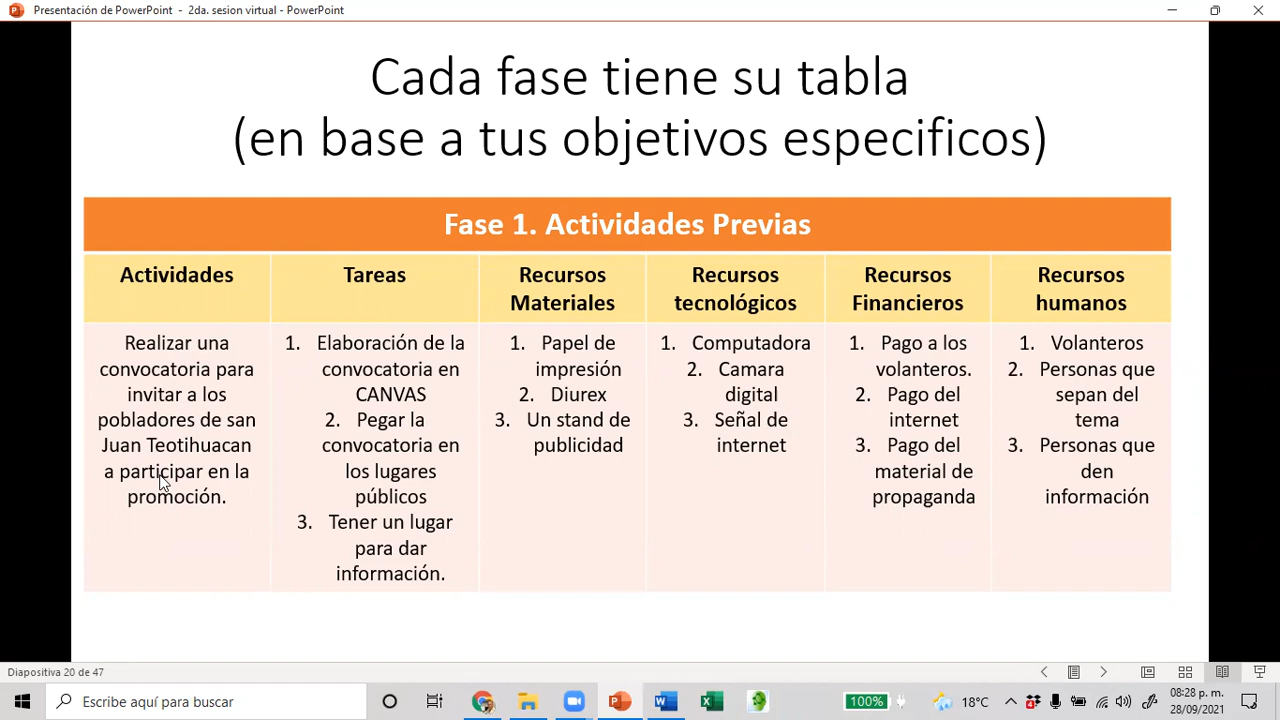 Presentación de PowerPoint - 2da. sesion virtual - PowerPoint
Cada fase tiene su tabla
(en base a tus objetivos especificos)
Fase 1. Actividades Previas
Actividades
Tareas
Recursos
Materiales
Recursos
tecnológicos
Recursos
Financieros
Recursos
humanos
Realizar una
convocatoria para
invitar a los
pobladores de san
Juan Teotihuacan
a participar en la
promoción.
1. Elaboración de la
convocatoria en
CANVAS
2. Pegar la
convocatoria en
los lugares
públicos
3. Tener un lugar
para dar
información.
1. Papel de
impresión
2. Diurex
3. Un stand de
publicidad
1. Computadora
2. Camara
digital
3. Señal de
internet
1. Pago a los
volanteros.
2. Pago del
internet
3. Pago del
material de
propaganda
1. Volanteros
2. Personas que
sepan del
tema
3. Personas que
den
información
Diapositiva 20 de 47
Escribe aquí para buscar
100%
18°C
08:28 p. m.
28/09/2021